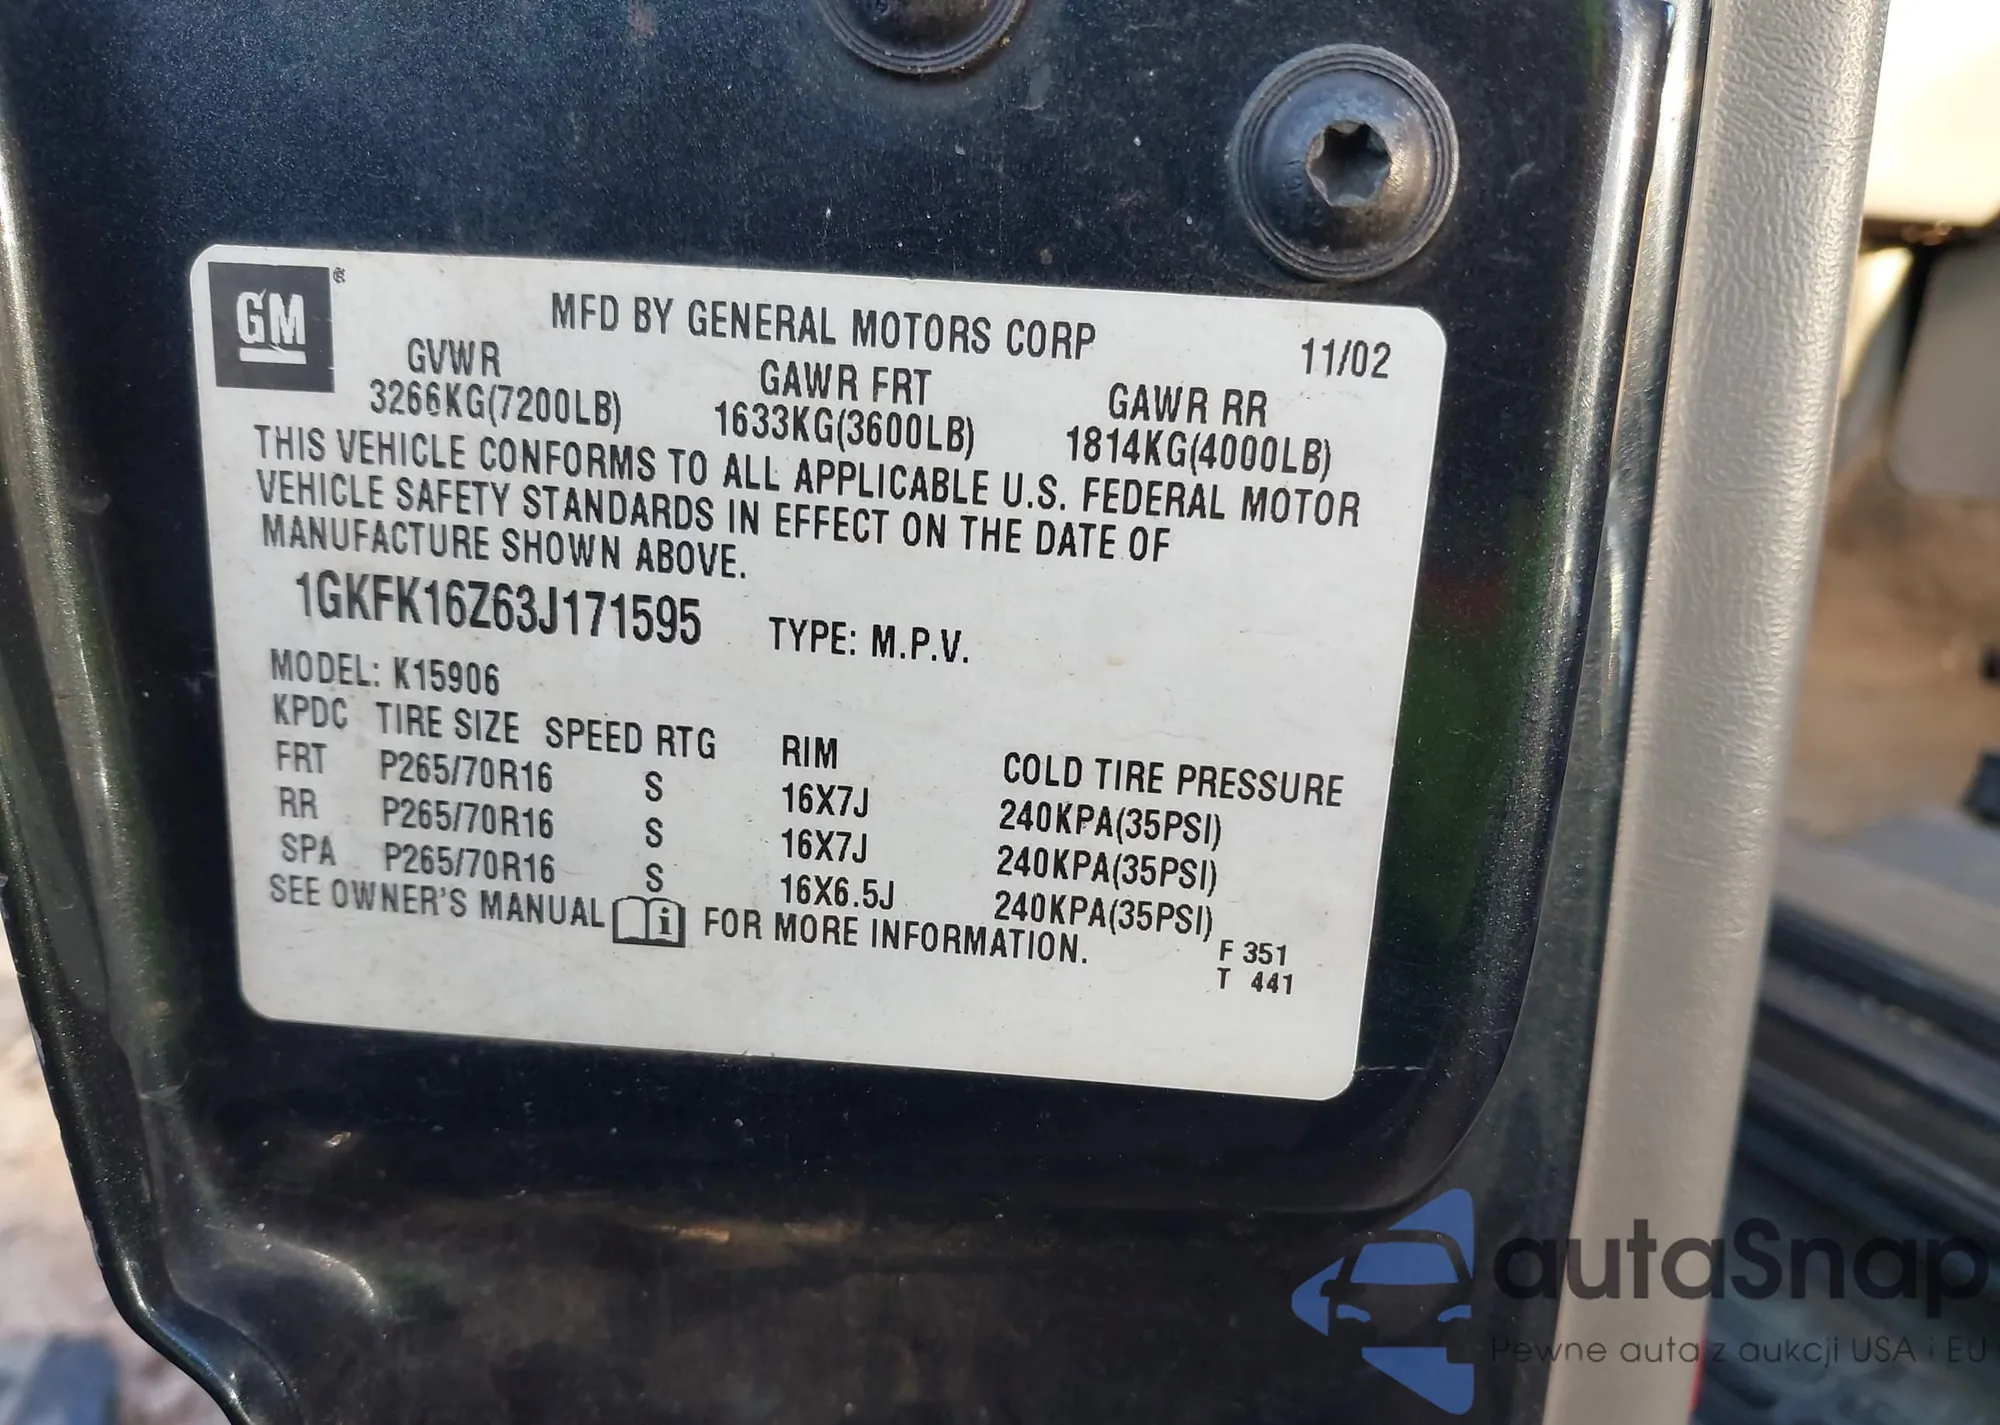 GM
MFD BY GENERAL MOTORS CORP 11/02
GVWR GAWR FRT GAWR RR
3266KG(7200LB) 1633KG(3600LB) 1814KG(4000LB)
THIS VEHICLE CONFORMS TO ALL APPLICABLE U.S. FEDERAL MOTOR
VEHICLE SAFETY STANDARDS IN EFFECT ON THE DATE OF
MANUFACTURE SHOWN ABOVE.
1GKFK16Z63J171595 TYPE: M.P.V.
MODEL: K15906
KPDC TIRE SIZE SPEED RTG RIM COLD TIRE PRESSURE
FRT P265/70R16 S 16X7J 240KPA(35PSI)
RR P265/70R16 S 16X7J 240KPA(35PSI)
SPA P265/70R16 S 16X6.5J 240KPA(35PSI)
SEE OWNER'S MANUAL i FOR MORE INFORMATION.
F 351
T 441
autaSnap
Pewne auta z aukcji USA i EU